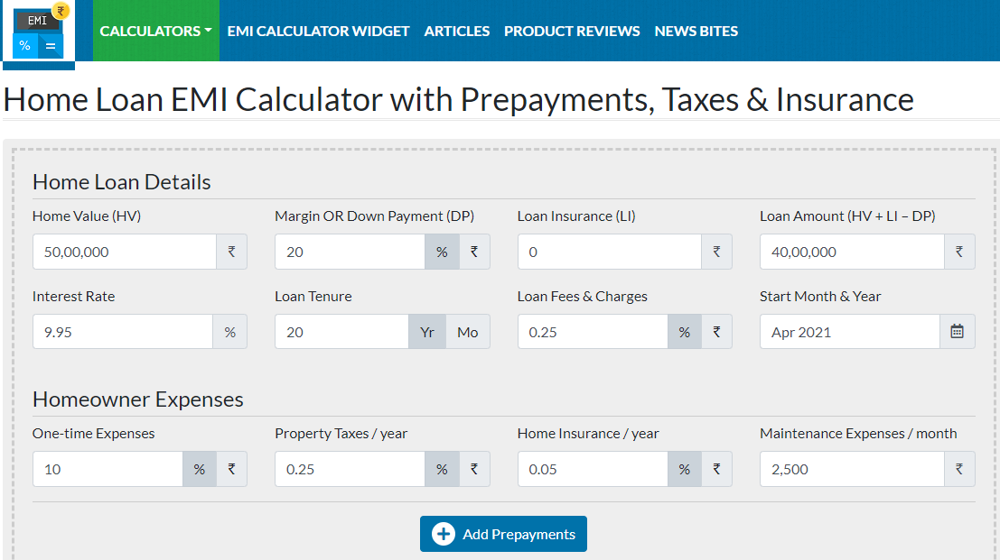 EMI ₹
% =
CALCULATORS EMI CALCULATOR WIDGET ARTICLES PRODUCT REVIEWS NEWS BITES
Home Loan EMI Calculator with Prepayments, Taxes & Insurance
Home Loan Details
Home Value (HV) Margin OR Down Payment (DP) Loan Insurance (LI) Loan Amount (HV + LI – DP)
50,00,000 ₹ 20 % ₹ 0 ₹ 40,00,000 ₹
Interest Rate Loan Tenure Loan Fees & Charges Start Month & Year
9.95 % 20 Yr Mo 0.25 % ₹ Apr 2021
Homeowner Expenses
One-time Expenses Property Taxes / year Home Insurance / year Maintenance Expenses / month
10 % ₹ 0.25 % ₹ 0.05 % ₹ 2,500 ₹
Add Prepayments